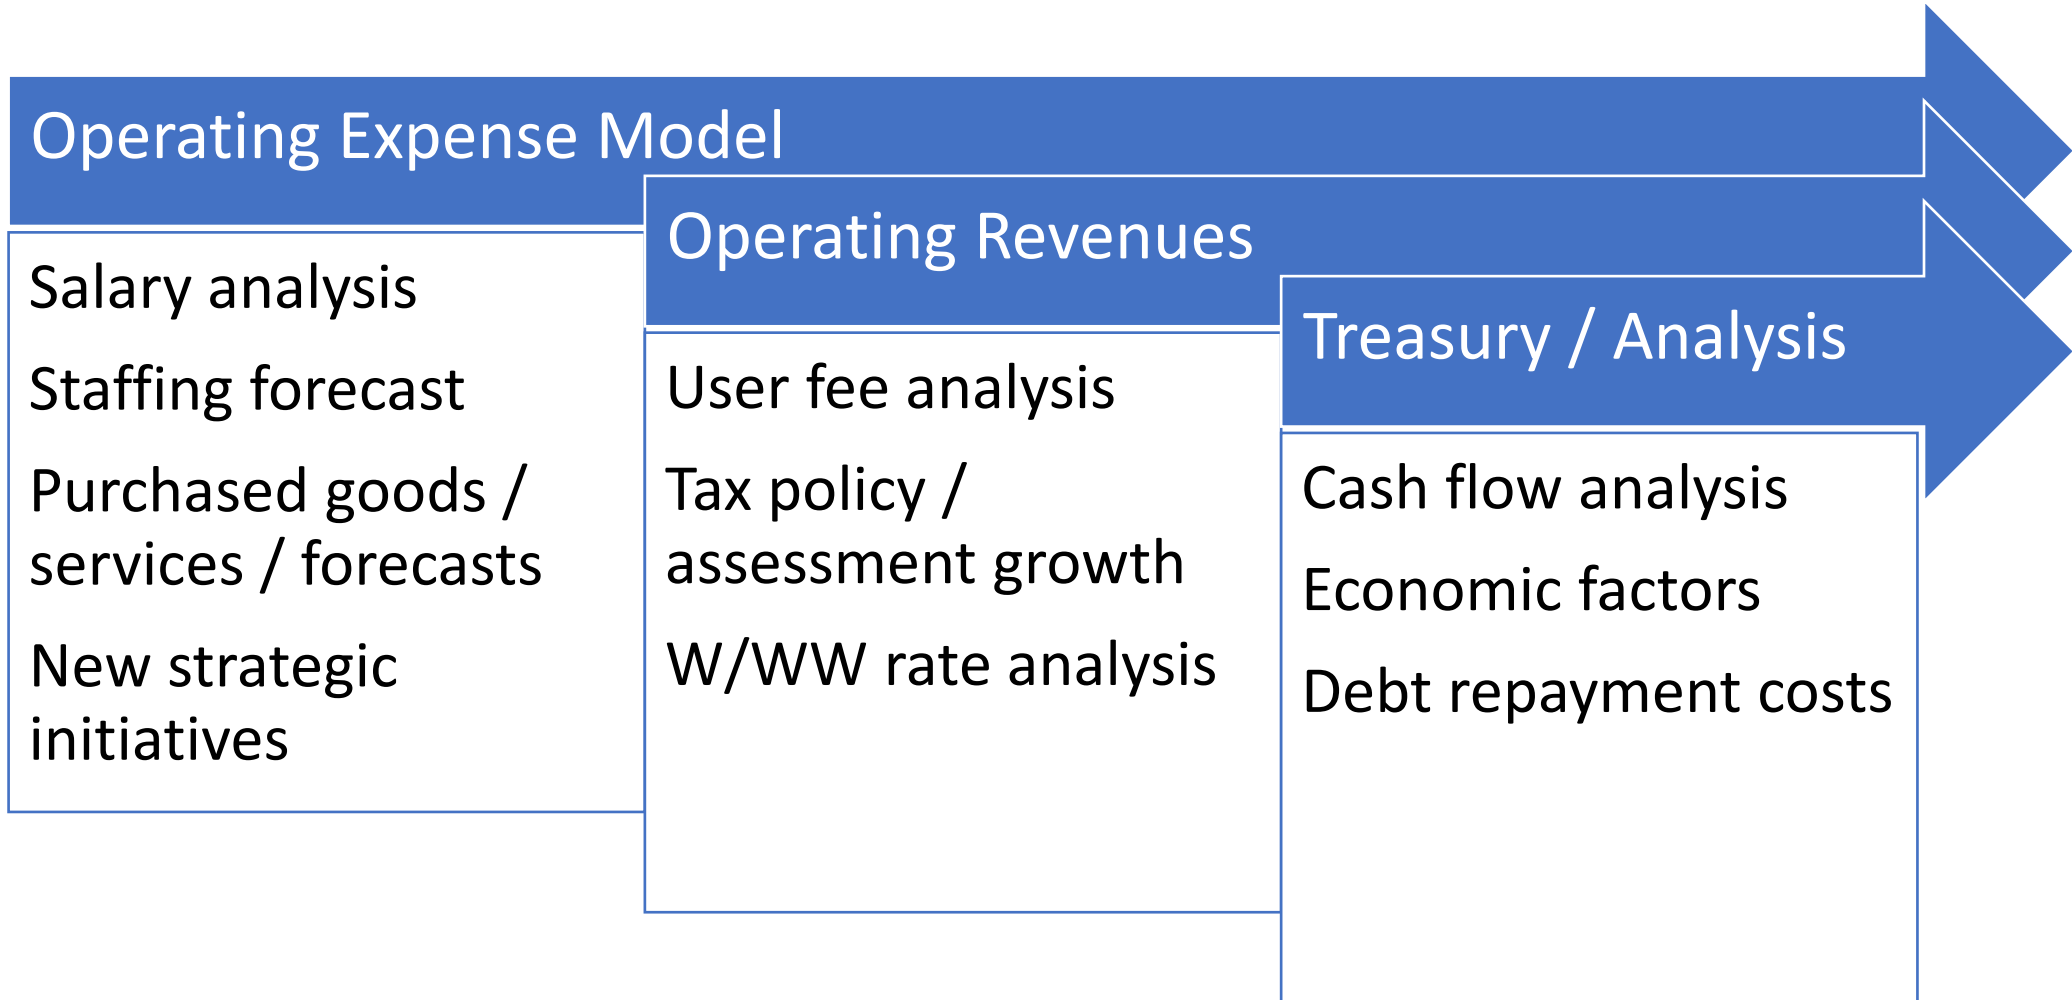 Operating Expense Model
Salary analysis
Staffing forecast
Purchased goods /
services / forecasts
New strategic
initiatives
Operating Revenues
User fee analysis
Tax policy /
assessment growth
W/WW rate analysis
Treasury / Analysis
Cash flow analysis
Economic factors
Debt repayment costs